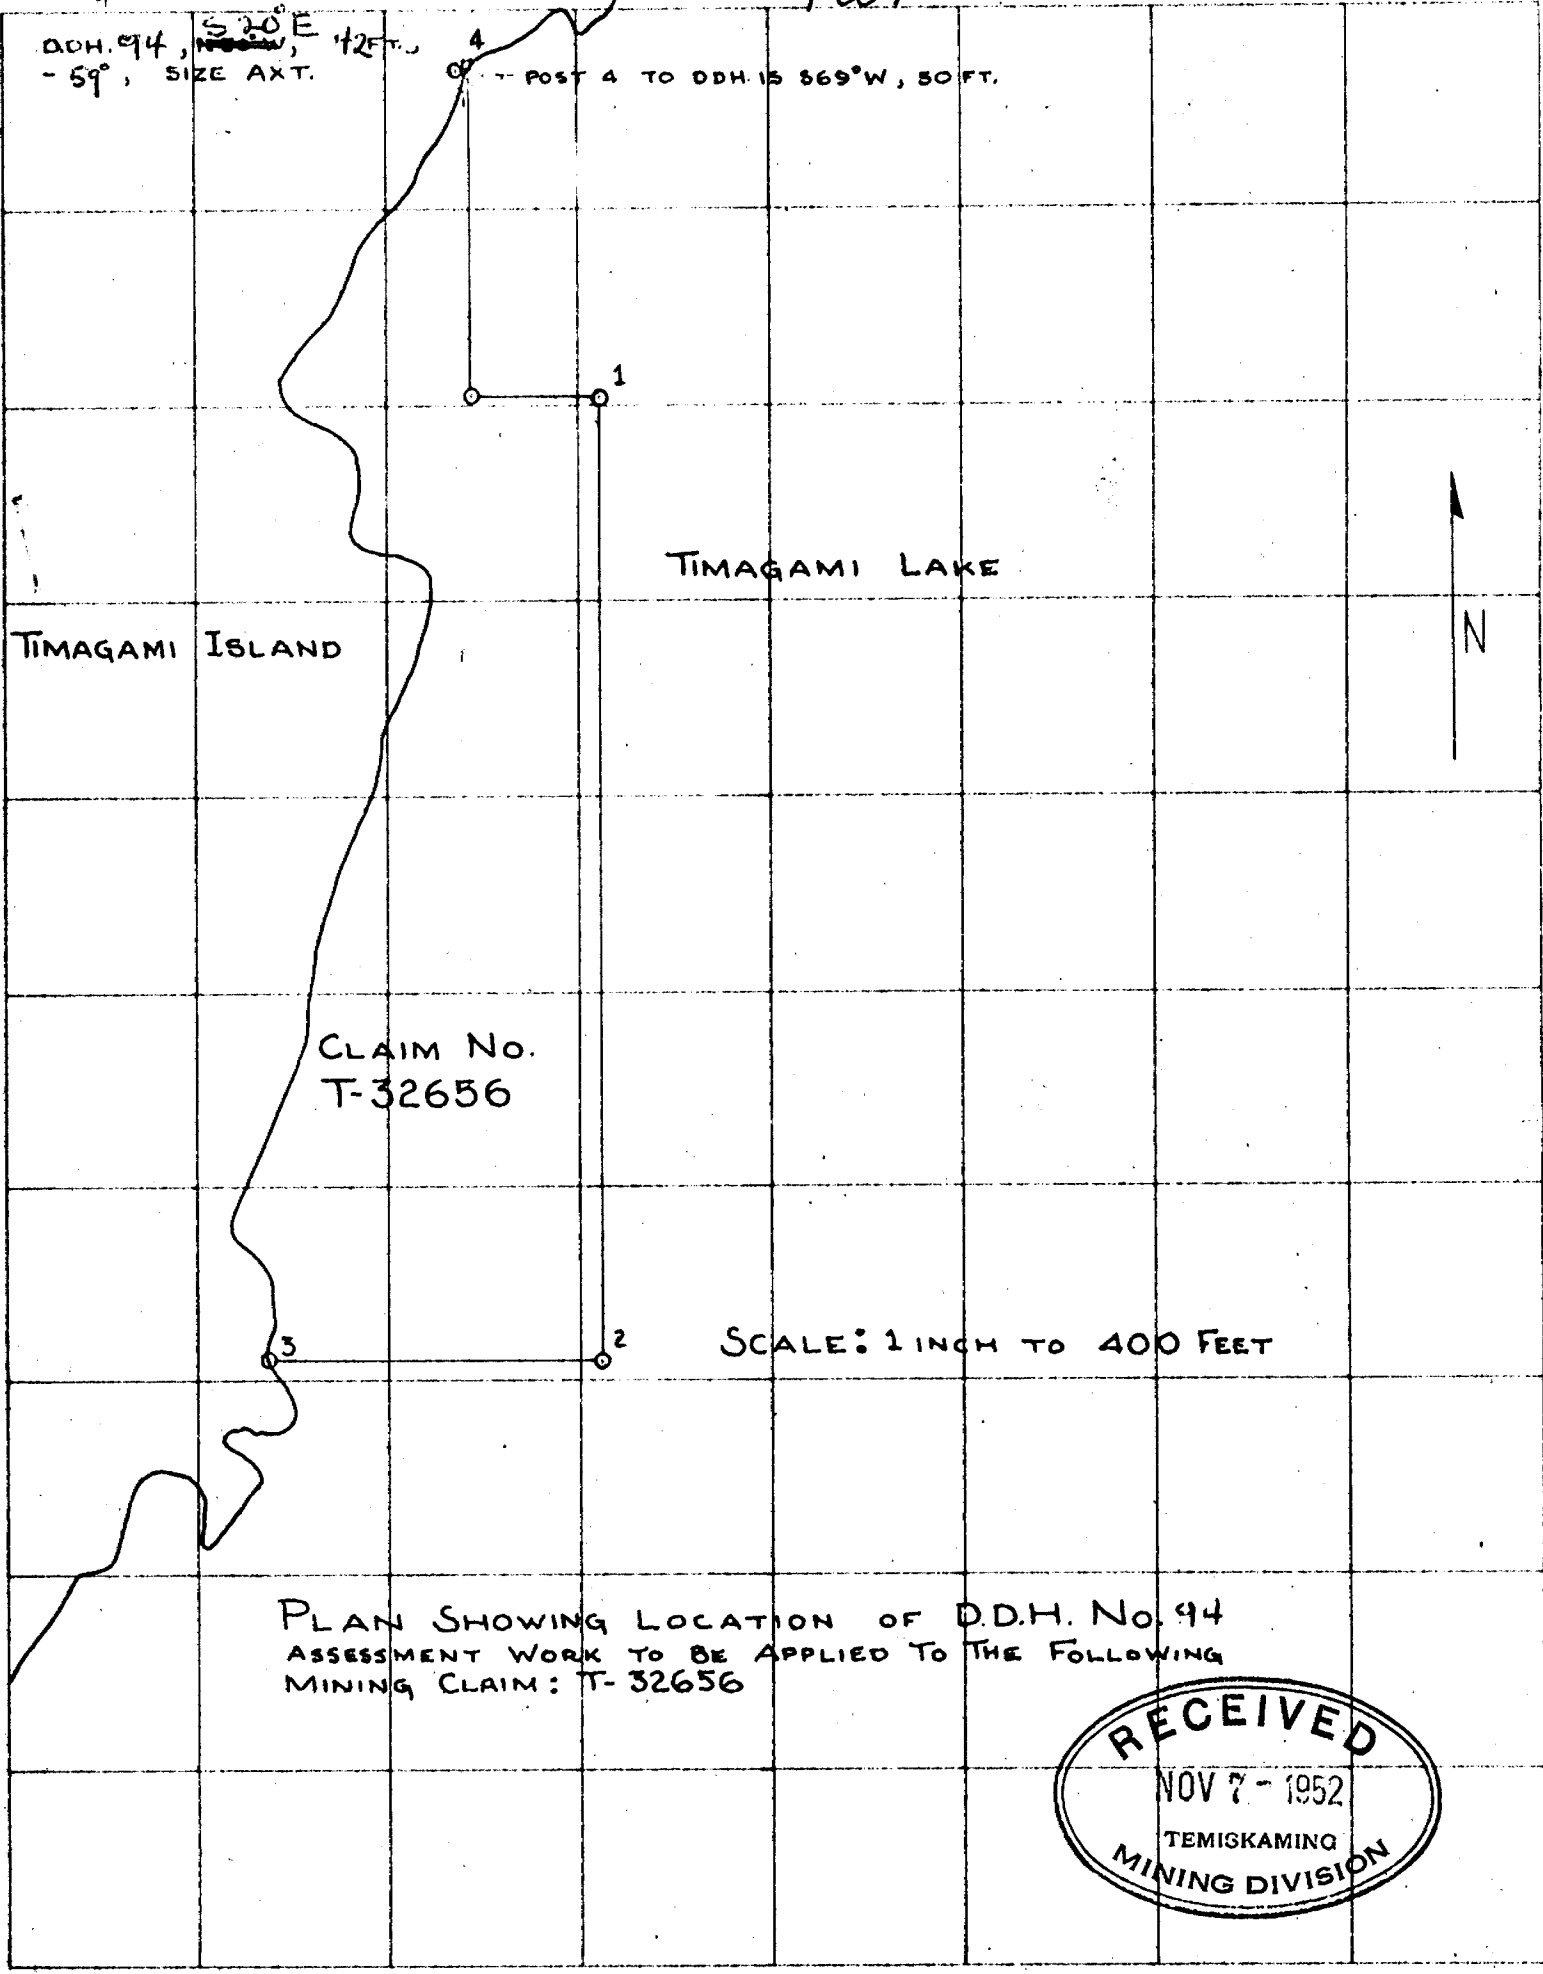 DDH. 94, S 20° E, 42 FT.,
- 59°, SIZE AXT.
4
POST 4 TO DDH. IS S69°W, 50 FT.
1
TIMAGAMI LAKE
TIMAGAMI ISLAND
N
CLAIM NO.
T-32656
3
2
SCALE: 1 INCH TO 400 FEET
PLAN SHOWING LOCATION OF D.D.H. No. 94
ASSESSMENT WORK TO BE APPLIED TO THE FOLLOWING
MINING CLAIM: T-32656
RECEIVED
NOV 7 - 1952
TEMISKAMING
MINING DIVISION